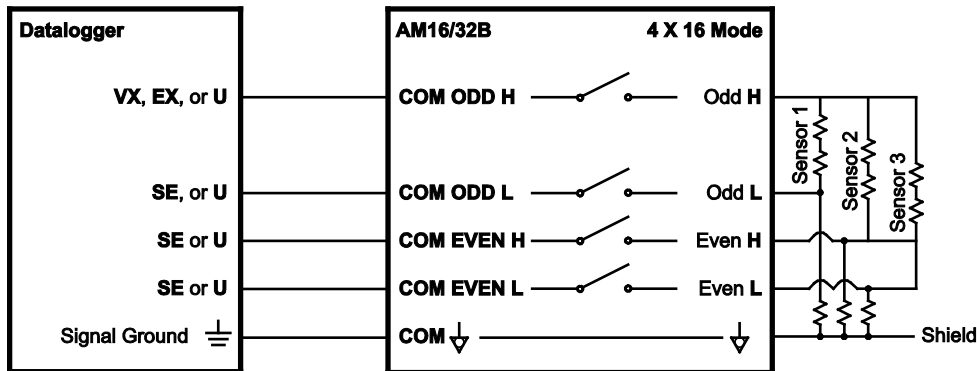 Datalogger
AM16/32B 4 X 16 Mode
VX, EX, or U COM ODD H Odd H
Sensor 1
Sensor 2
Sensor 3
SE, or U COM ODD L Odd L
SE or U COM EVEN H Even H
SE or U COM EVEN L Even L
Signal Ground COM Shield